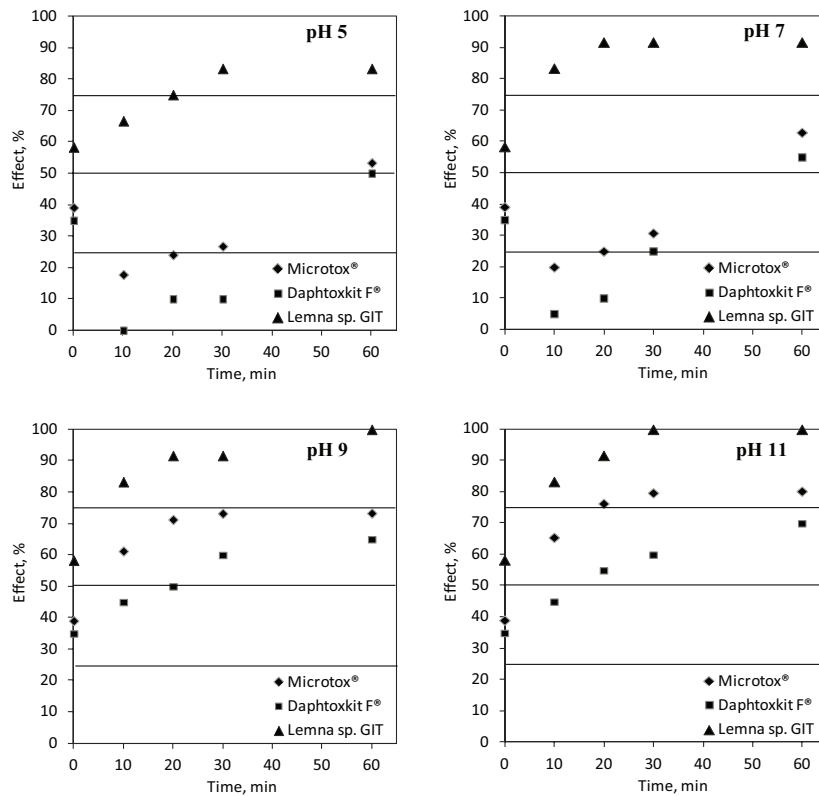 pH 5
Effect, %
100
90
80
70
60
50
40
30
20
10
0
Microtox®
Daphtoxkit F®
Lemna sp. GIT
0 10 20 30 40 50 60
Time, min
pH 7
Effect, %
100
90
80
70
60
50
40
30
20
10
0
Microtox®
Daphtoxkit F®
Lemna sp. GIT
0 10 20 30 40 50 60
Time, min
pH 9
Effect, %
100
90
80
70
60
50
40
30
20
10
0
Microtox®
Daphtoxkit F®
Lemna sp. GIT
0 10 20 30 40 50 60
Time, min
pH 11
Effect, %
100
90
80
70
60
50
40
30
20
10
0
Microtox®
Daphtoxkit F®
Lemna sp. GIT
0 10 20 30 40 50 60
Time, min